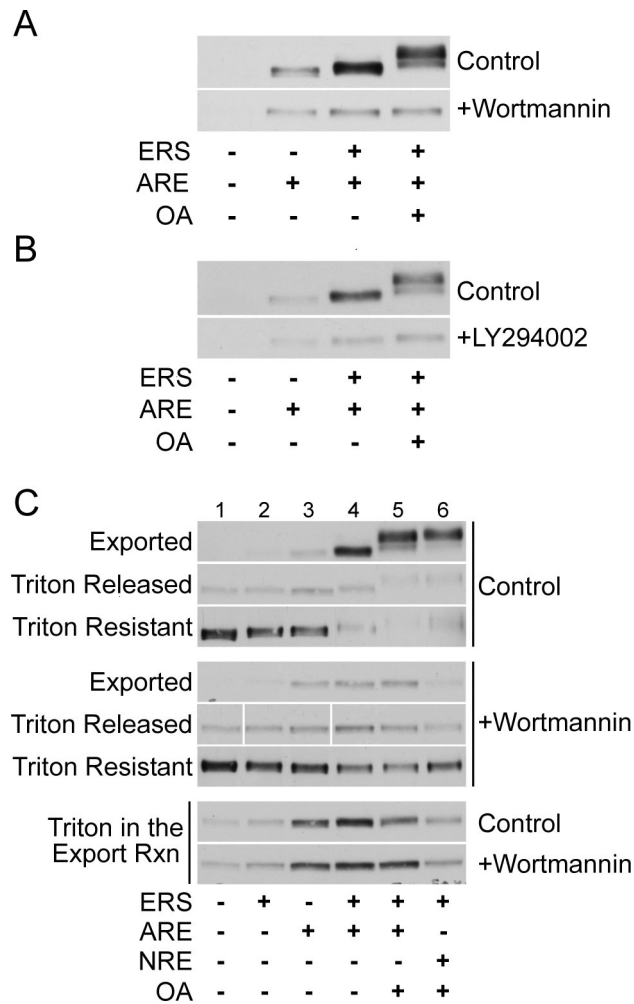 A
Control
+Wortmannin
ERS - - + +
ARE - + + +
OA - - - +
B
Control
+LY294002
ERS - - + +
ARE - + + +
OA - - - +
C
1 2 3 4 5 6
Exported
Triton Released
Triton Resistant
Control
Exported
Triton Released
Triton Resistant
+Wortmannin
Triton in the
Export Rxn
Control
+Wortmannin
ERS - + - + + +
ARE - - + + + -
NRE - - - - - +
OA - - - - + +